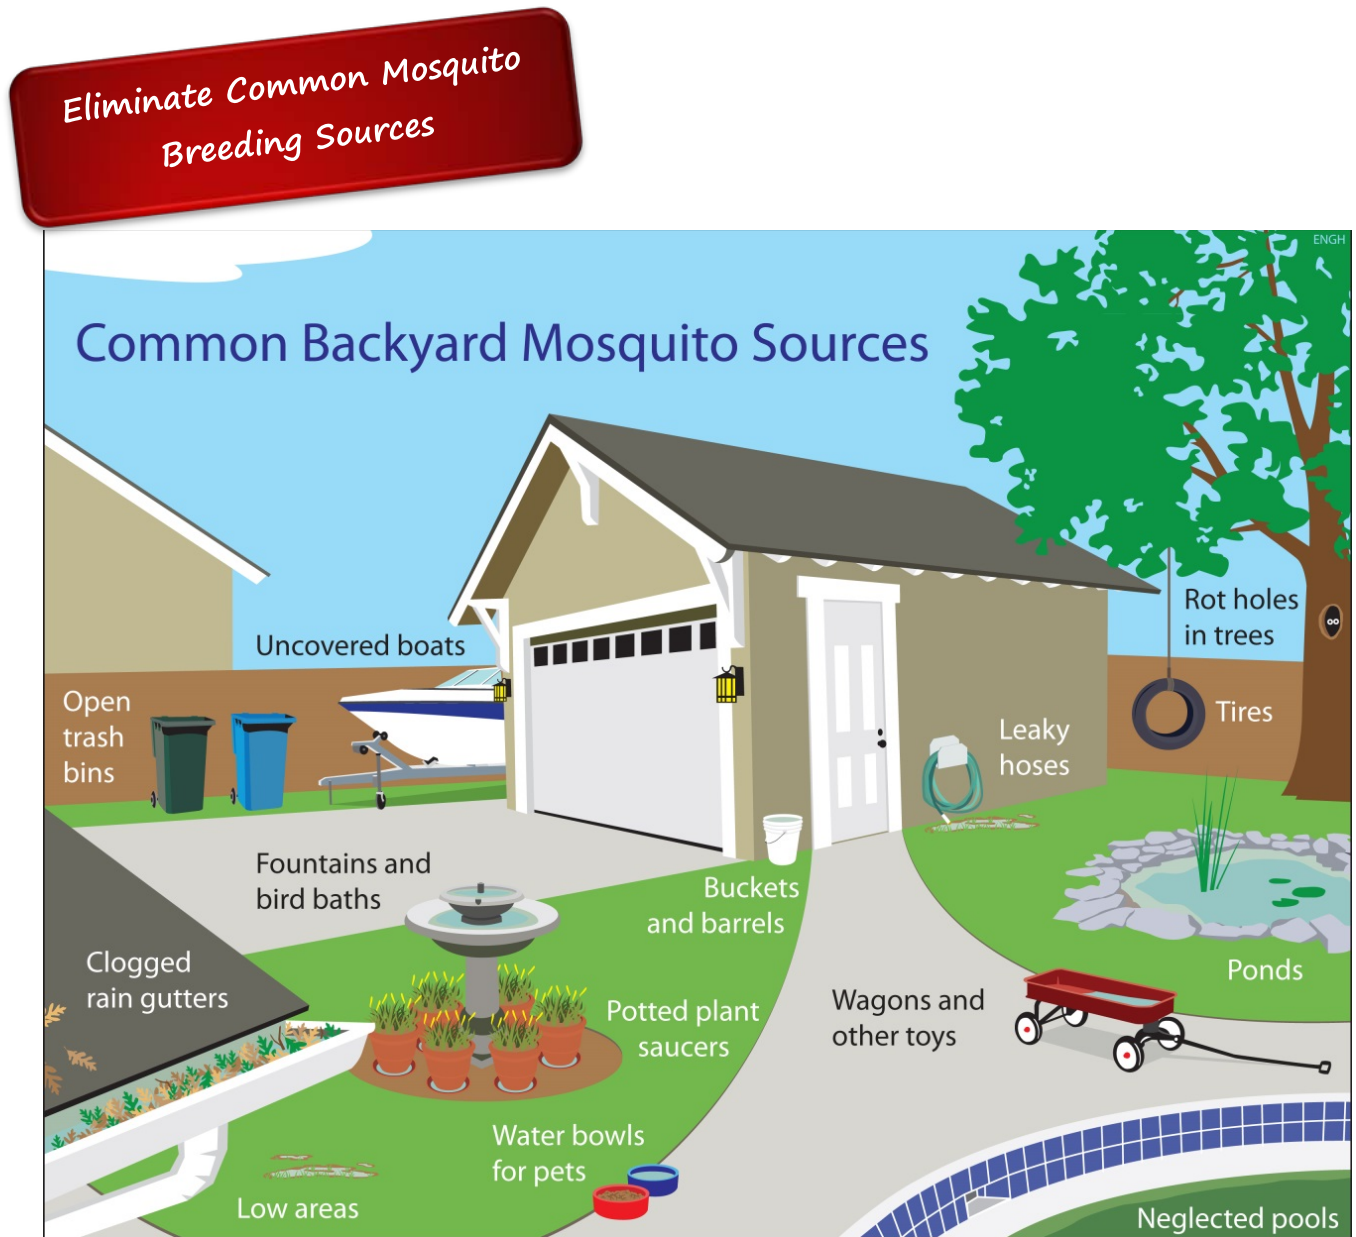 Eliminate Common Mosquito
Breeding Sources
ENGH
Common Backyard Mosquito Sources
Uncovered boats
Rot holes
in trees
Open
trash
bins
Tires
Leaky
hoses
Fountains and
bird baths
Buckets
and barrels
Clogged
rain gutters
Ponds
Potted plant
saucers
Wagons and
other toys
Water bowls
for pets
Low areas
Neglected pools